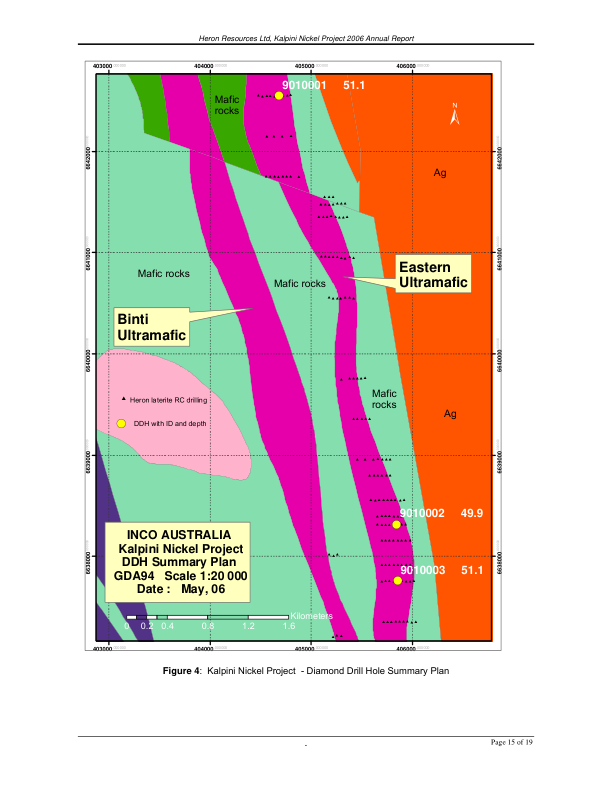 Heron Resources Ltd, Kalpini Nickel Project 2006 Annual Report
403000 404000 405000 406000
9010001 51.1
Mafic
rocks
N
6642000 6642000
Ag
6641000 6641000
Eastern
Ultramafic
Mafic rocks
Mafic rocks
Binti
Ultramafic
6640000 6640000
Mafic
rocks
Heron laterite RC drilling
Ag
DDH with ID and depth
6639000 6639000
9010002 49.9
INCO AUSTRALIA
Kalpini Nickel Project
DDH Summary Plan
GDA94 Scale 1:20 000
Date : May, 06
6638000 6638000
9010003 51.1
Kilometers
0 0.2 0.4 0.8 1.2 1.6
403000 404000 405000 406000
Figure 4: Kalpini Nickel Project - Diamond Drill Hole Summary Plan
-
Page 15 of 19